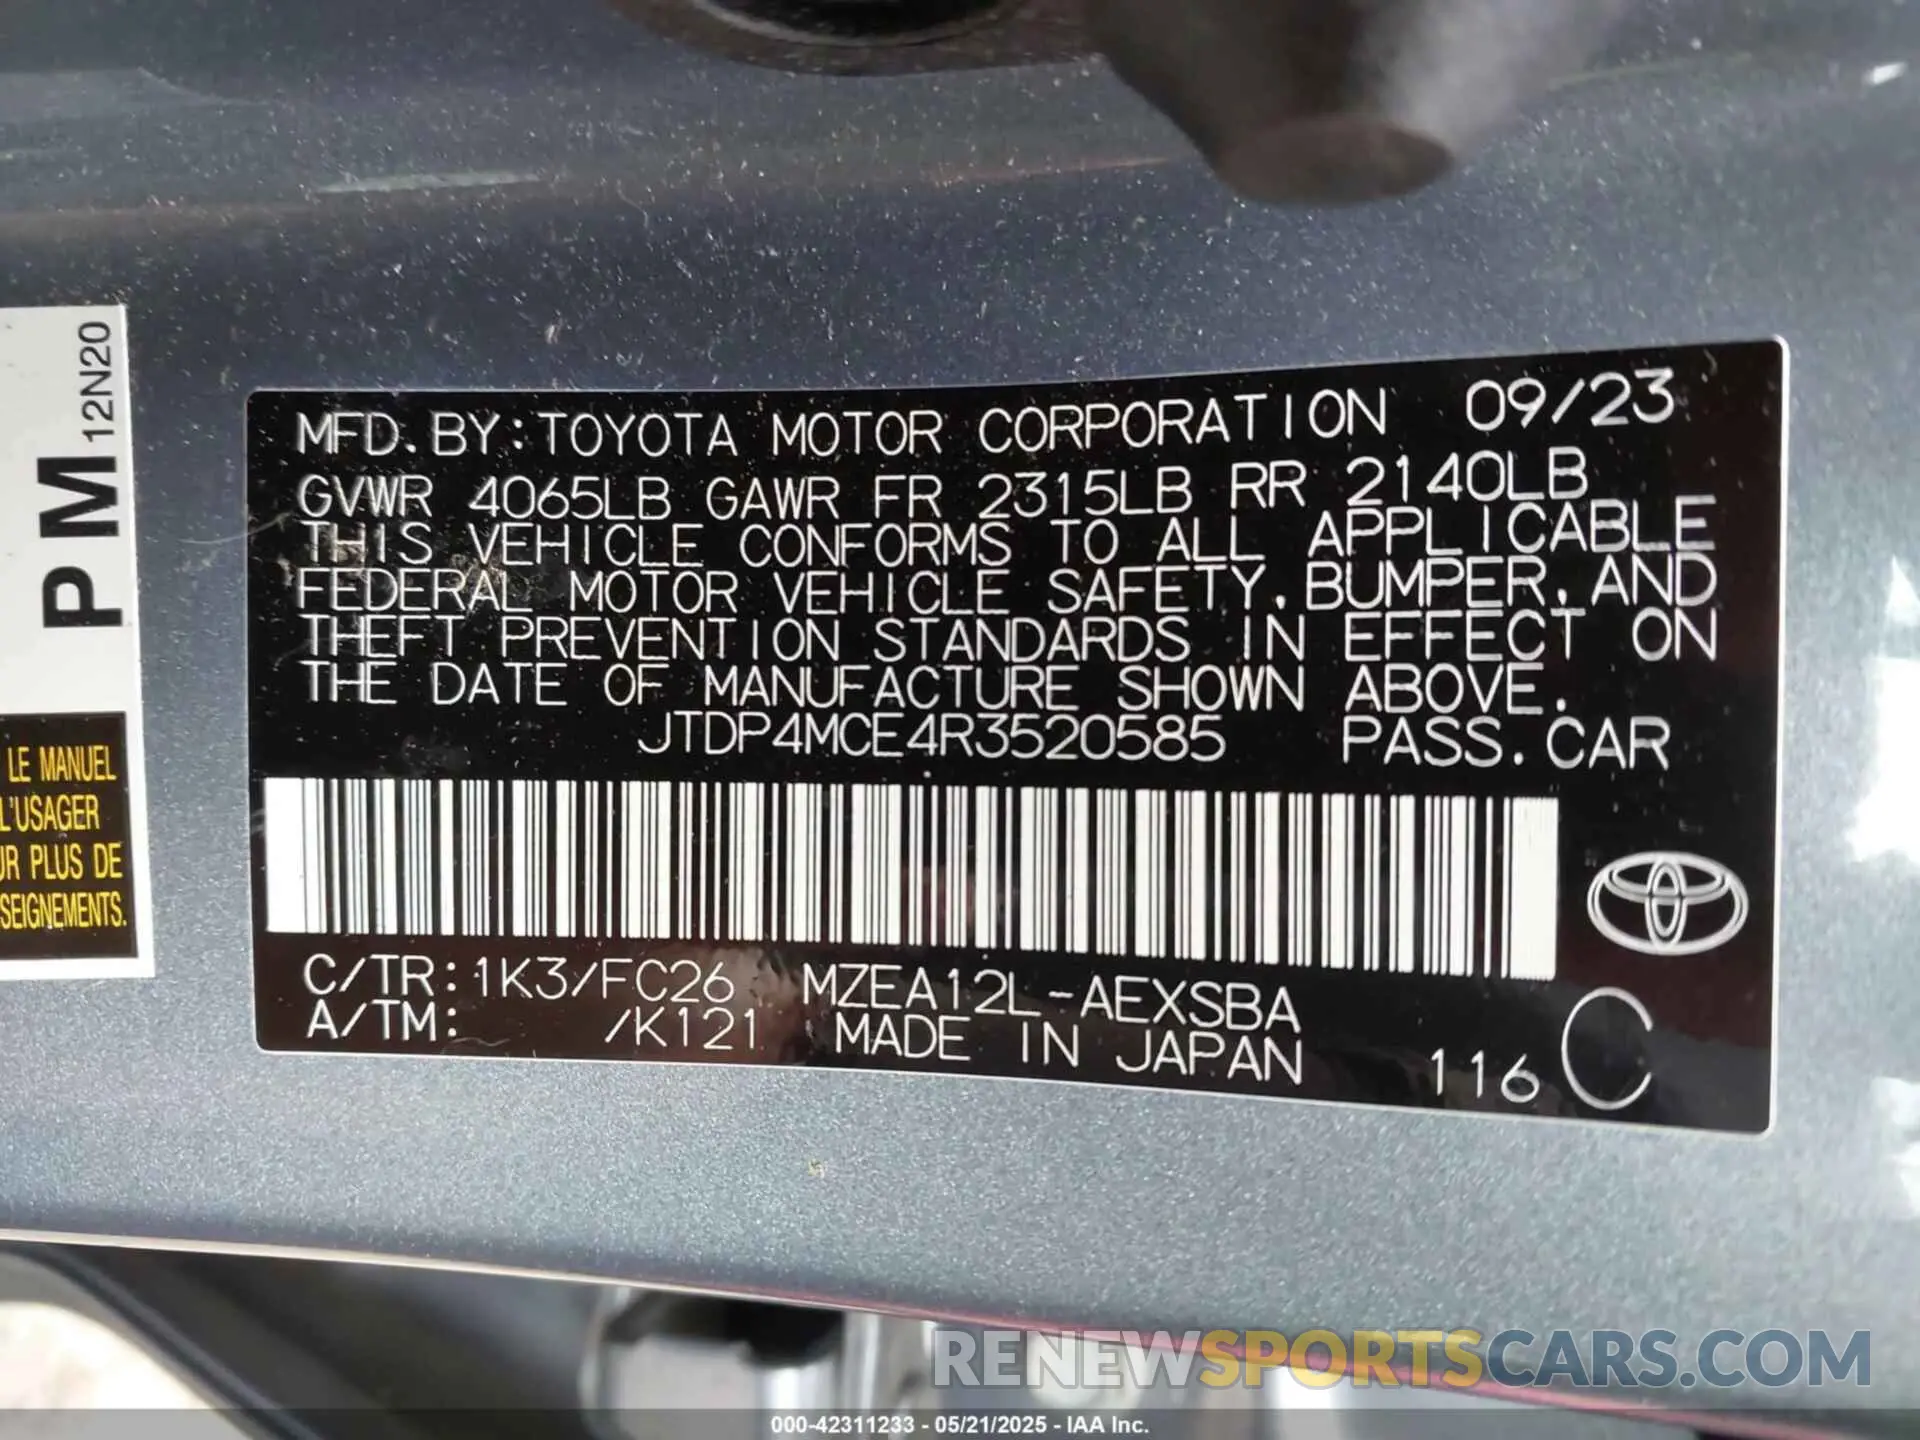 PM 12N20
LE MANUEL
L'USAGER
UR PLUS DE
SEIGNEMENTS.
MFD. BY: TOYOTA MOTOR CORPORATION 09/23
GVWR 4065LB GAWR FR 2315LB RR 2140LB
THIS VEHICLE CONFORMS TO ALL APPLICABLE
FEDERAL MOTOR VEHICLE SAFETY, BUMPER, AND
THEFT PREVENTION STANDARDS IN EFFECT ON
THE DATE OF MANUFACTURE SHOWN ABOVE.
JTDP4MCE4R3520585 PASS. CAR
C/TR: 1K3/FC26 MZEA12L-AEXSBA
A/TM: /K121 MADE IN JAPAN 116 C
RENEWSPORTSCARS.COM
000-42311233 - 05/21/2025 - IAA Inc.